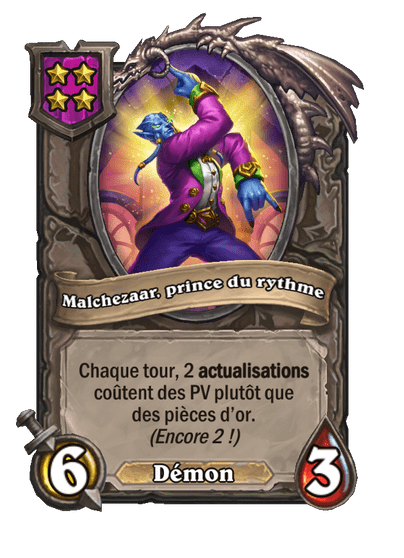 Malchezaar, prince du rythme
Chaque tour, 2 actualisations
coûtent des PV plutôt que
des pièces d’or.
(Encore 2 !)
6
Démon
3